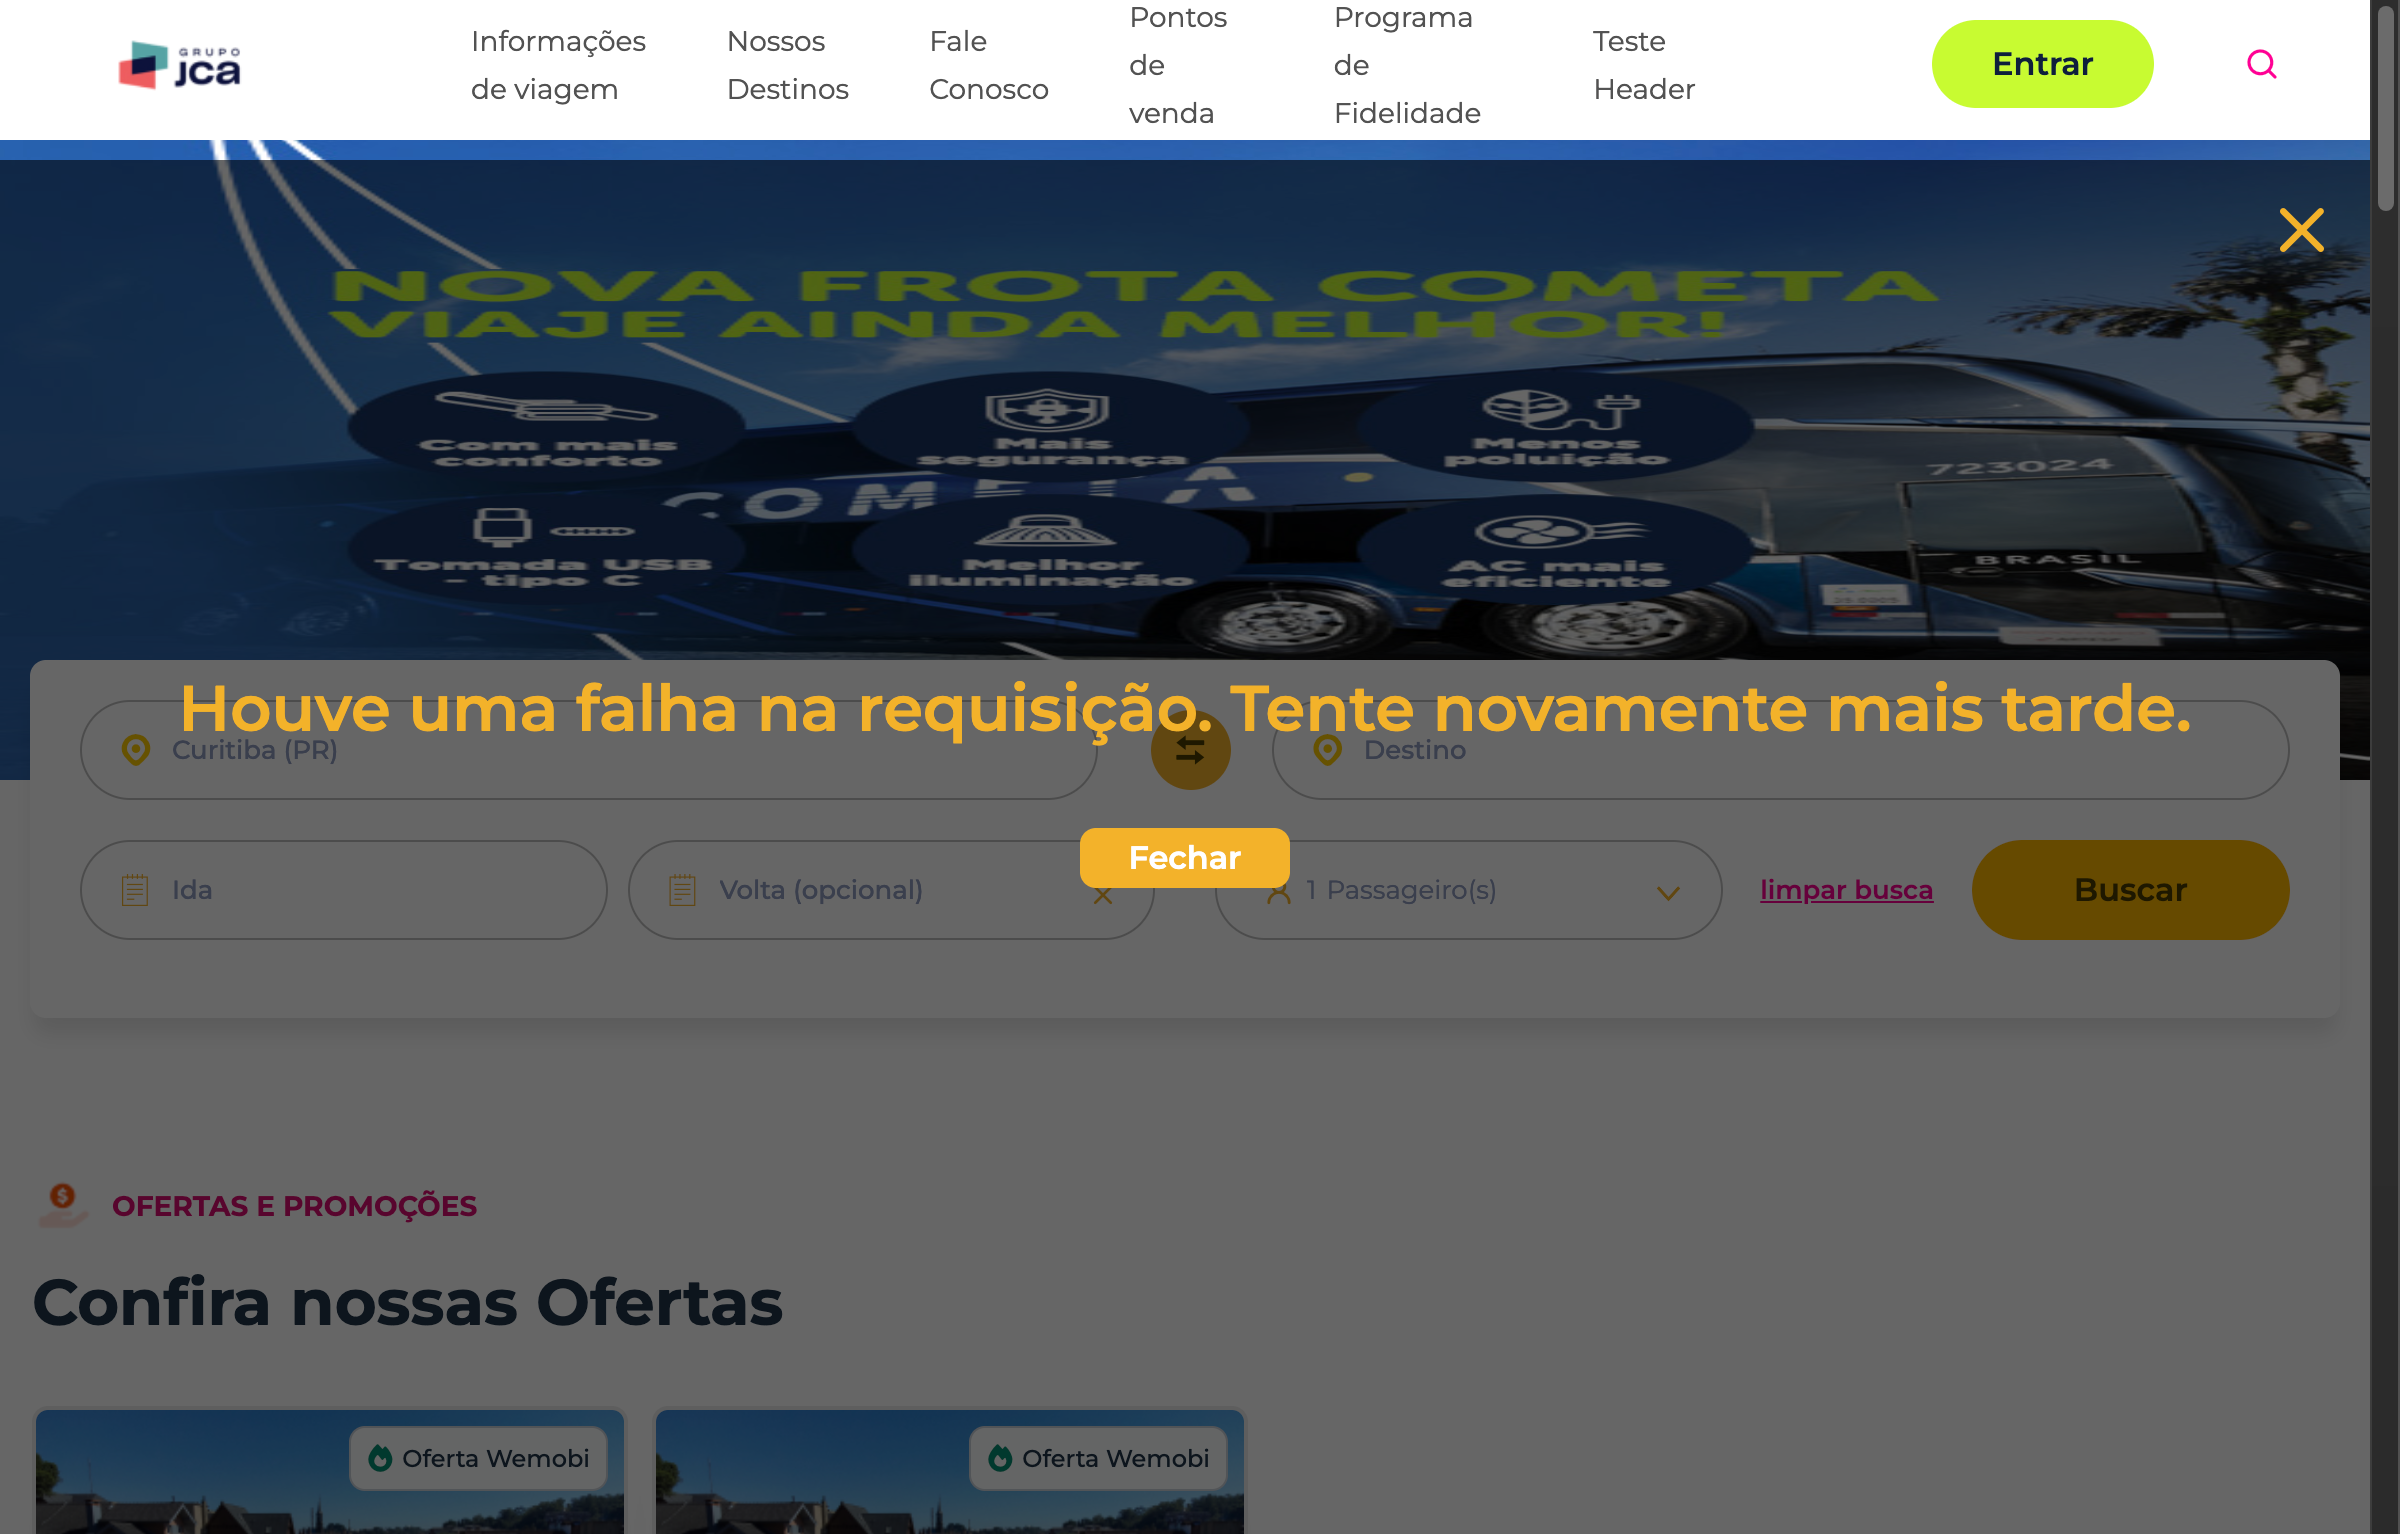 GRUPO
jca
Informações
de viagem
Nossos
Destinos
Fale
Conosco
Pontos
de
venda
Programa
de
Fidelidade
Teste
Header
Entrar
NOVA FROTA COMETA
VIAJE AINDA MELHOR!
Com mais
conforto
Mais
segurança
Menos
poluição
723024
COMETA
Tomada USB
- tipo C
Melhor
iluminação
AC mais
eficiente
BRASIL
Houve uma falha na requisição. Tente novamente mais tarde.
Curitiba (PR)
Destino
Fechar
Ida
Volta (opcional)
1 Passageiro(s)
limpar busca
Buscar
OFERTAS E PROMOÇÕES
Confira nossas Ofertas
Oferta Wemobi
Oferta Wemobi